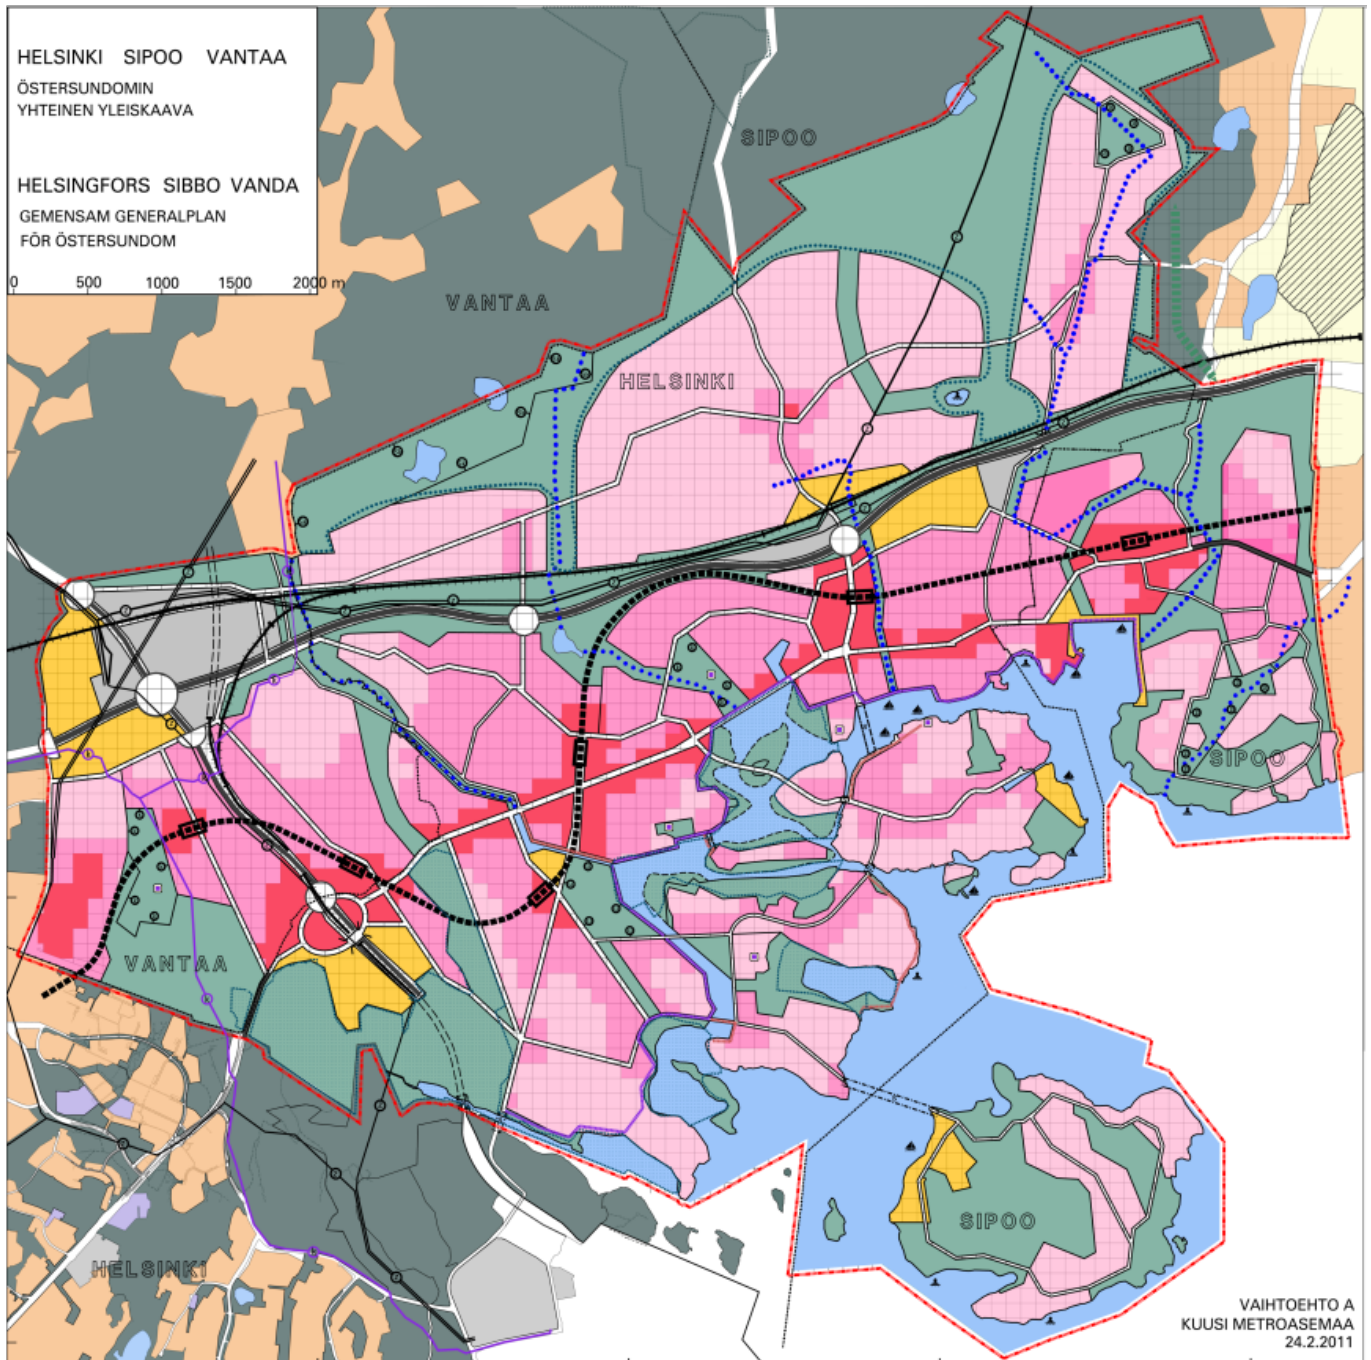 HELSINKI SIPOO VANTAA
ÖSTERSUNDOMIN
YHTEINEN YLEISKAAVA
HELSINGFORS SIBBO VANDA
GEMENSAM GENERALPLAN
FÖR ÖSTERSUNDOM
0 500 1000 1500 2000 m
SIPOO
VANTAA
HELSINKI
SIPOO
VANTAA
SIPOO
HELSINKI
VAIHTOEHTO A
KUUSI METROASEMAA
24.2.2011